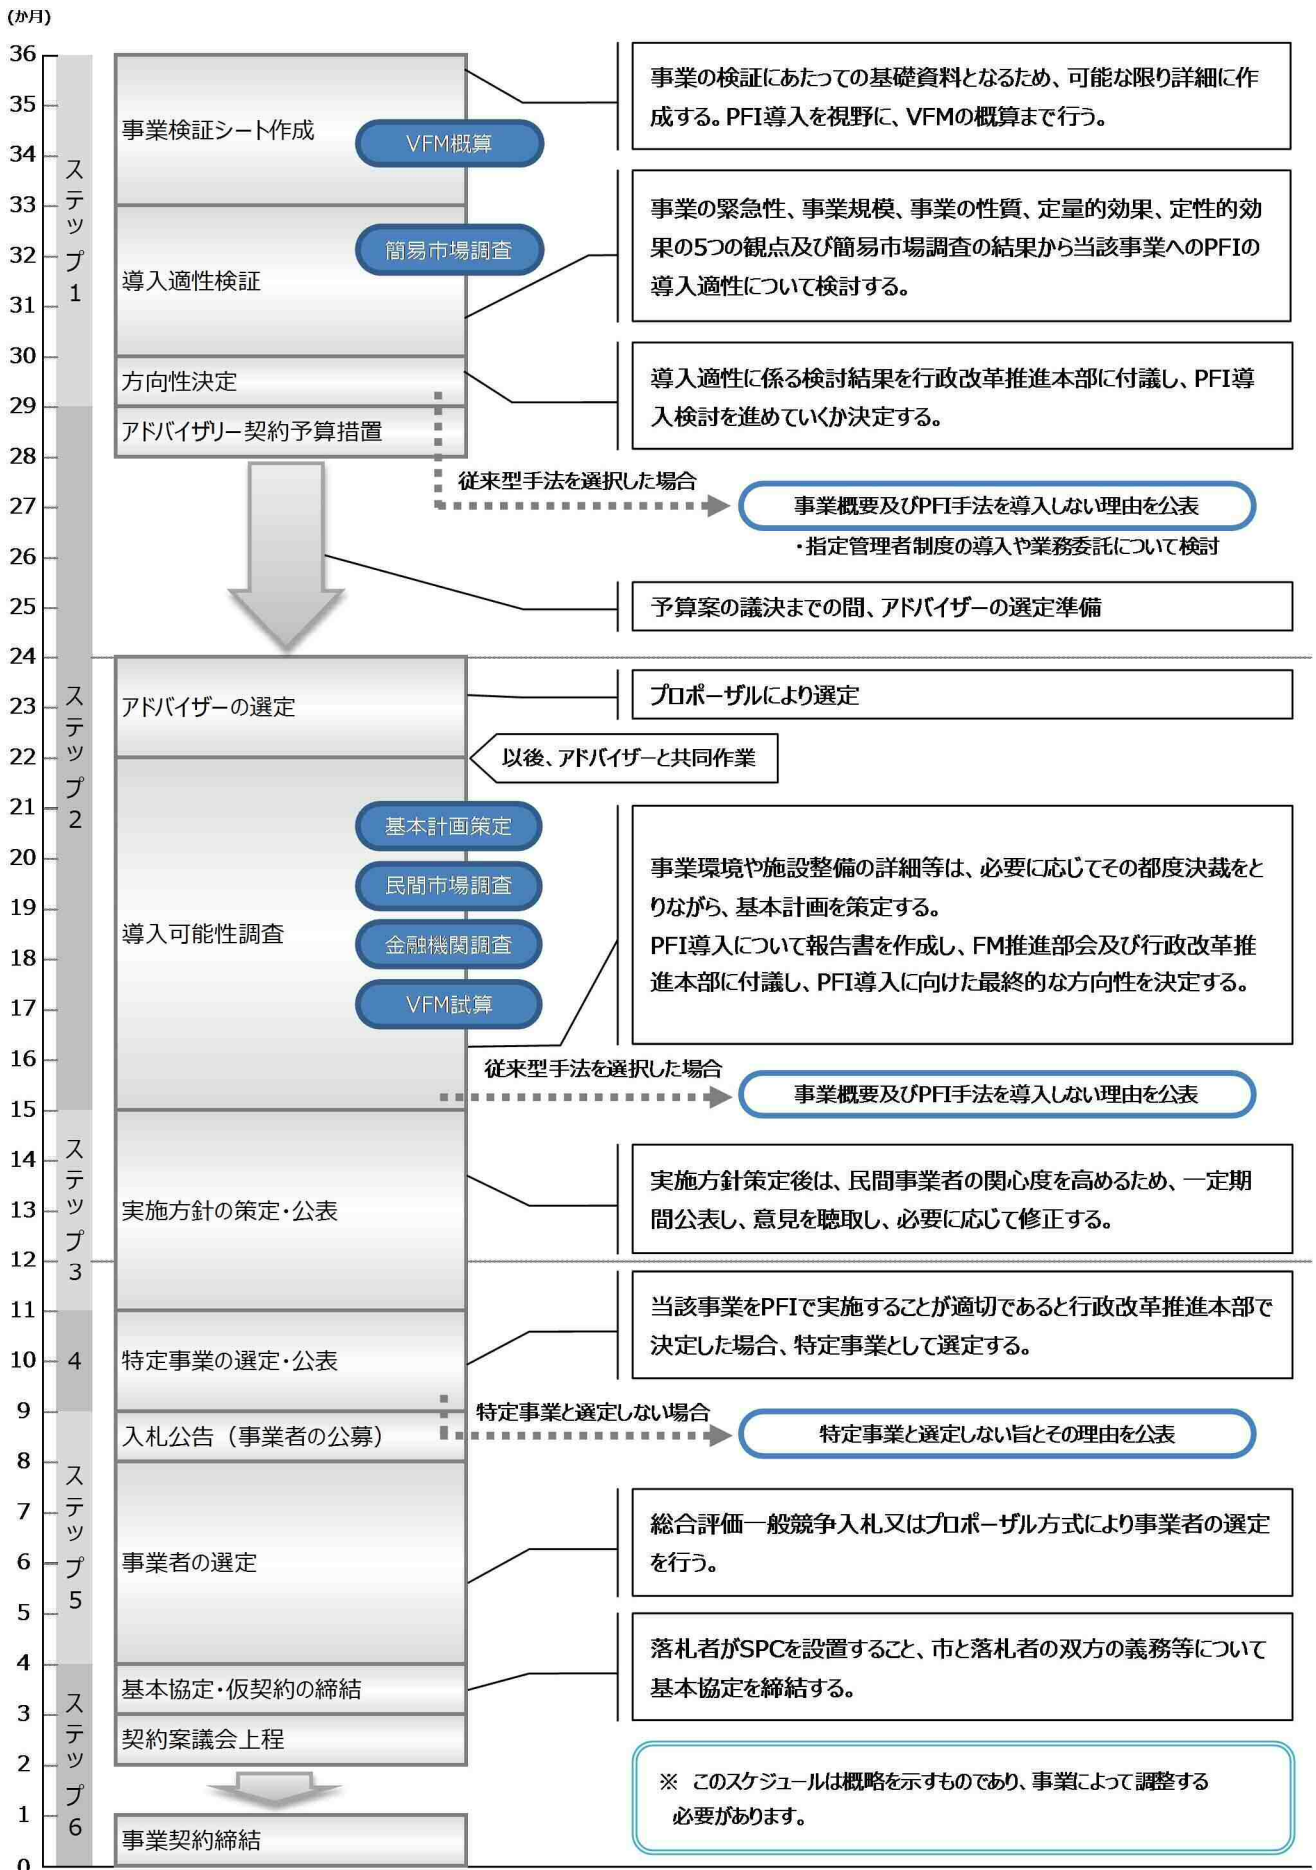 (か月)
36
35
34
33
32
31
30
29
28
27
26
25
24
23
22
21
20
19
18
17
16
15
14
13
12
11
10
9
8
7
6
5
4
3
2
1
0
ステップ1
ステップ2
ステップ3
4
ステップ5
ステップ6
事業検証シート作成
VFM概算
事業の検証にあたっての基礎資料となるため、可能な限り詳細に作
成する。PFI導入を視野に、VFMの概算まで行う。
導入適性検証
簡易市場調査
事業の緊急性、事業規模、事業の性質、定量的効果、定性的効
果の5つの観点及び簡易市場調査の結果から当該事業へのPFIの
導入適性について検討する。
方向性決定
導入適性に係る検討結果を行政改革推進本部に付議し、PFI導
入検討を進めていくか決定する。
アドバイザリー契約予算措置
従来型手法を選択した場合
事業概要及びPFI手法を導入しない理由を公表
・指定管理者制度の導入や業務委託について検討
予算案の議決までの間、アドバイザーの選定準備
アドバイザーの選定
プロポーザルにより選定
以後、アドバイザーと共同作業
導入可能性調査
基本計画策定
民間市場調査
金融機関調査
VFM試算
事業環境や施設整備の詳細等は、必要に応じてその都度決裁をと
りながら、基本計画を策定する。
PFI導入について報告書を作成し、FM推進部会及び行政改革推
進本部に付議し、PFI導入に向けた最終的な方向性を決定する。
従来型手法を選択した場合
事業概要及びPFI手法を導入しない理由を公表
実施方針の策定・公表
実施方針策定後は、民間事業者の関心度を高めるため、一定期
間公表し、意見を聴取し、必要に応じて修正する。
特定事業の選定・公表
当該事業をPFIで実施することが適切であると行政改革推進本部で
決定した場合、特定事業として選定する。
特定事業と選定しない場合
特定事業と選定しない旨とその理由を公表
入札公告（事業者の公募）
事業者の選定
総合評価一般競争入札又はプロポーザル方式により事業者の選定
を行う。
基本協定・仮契約の締結
落札者がSPCを設置すること、市と落札者の双方の義務等について
基本協定を締結する。
契約案議会上程
※ このスケジュールは概略を示すものであり、事業によって調整する
必要があります。
事業契約締結